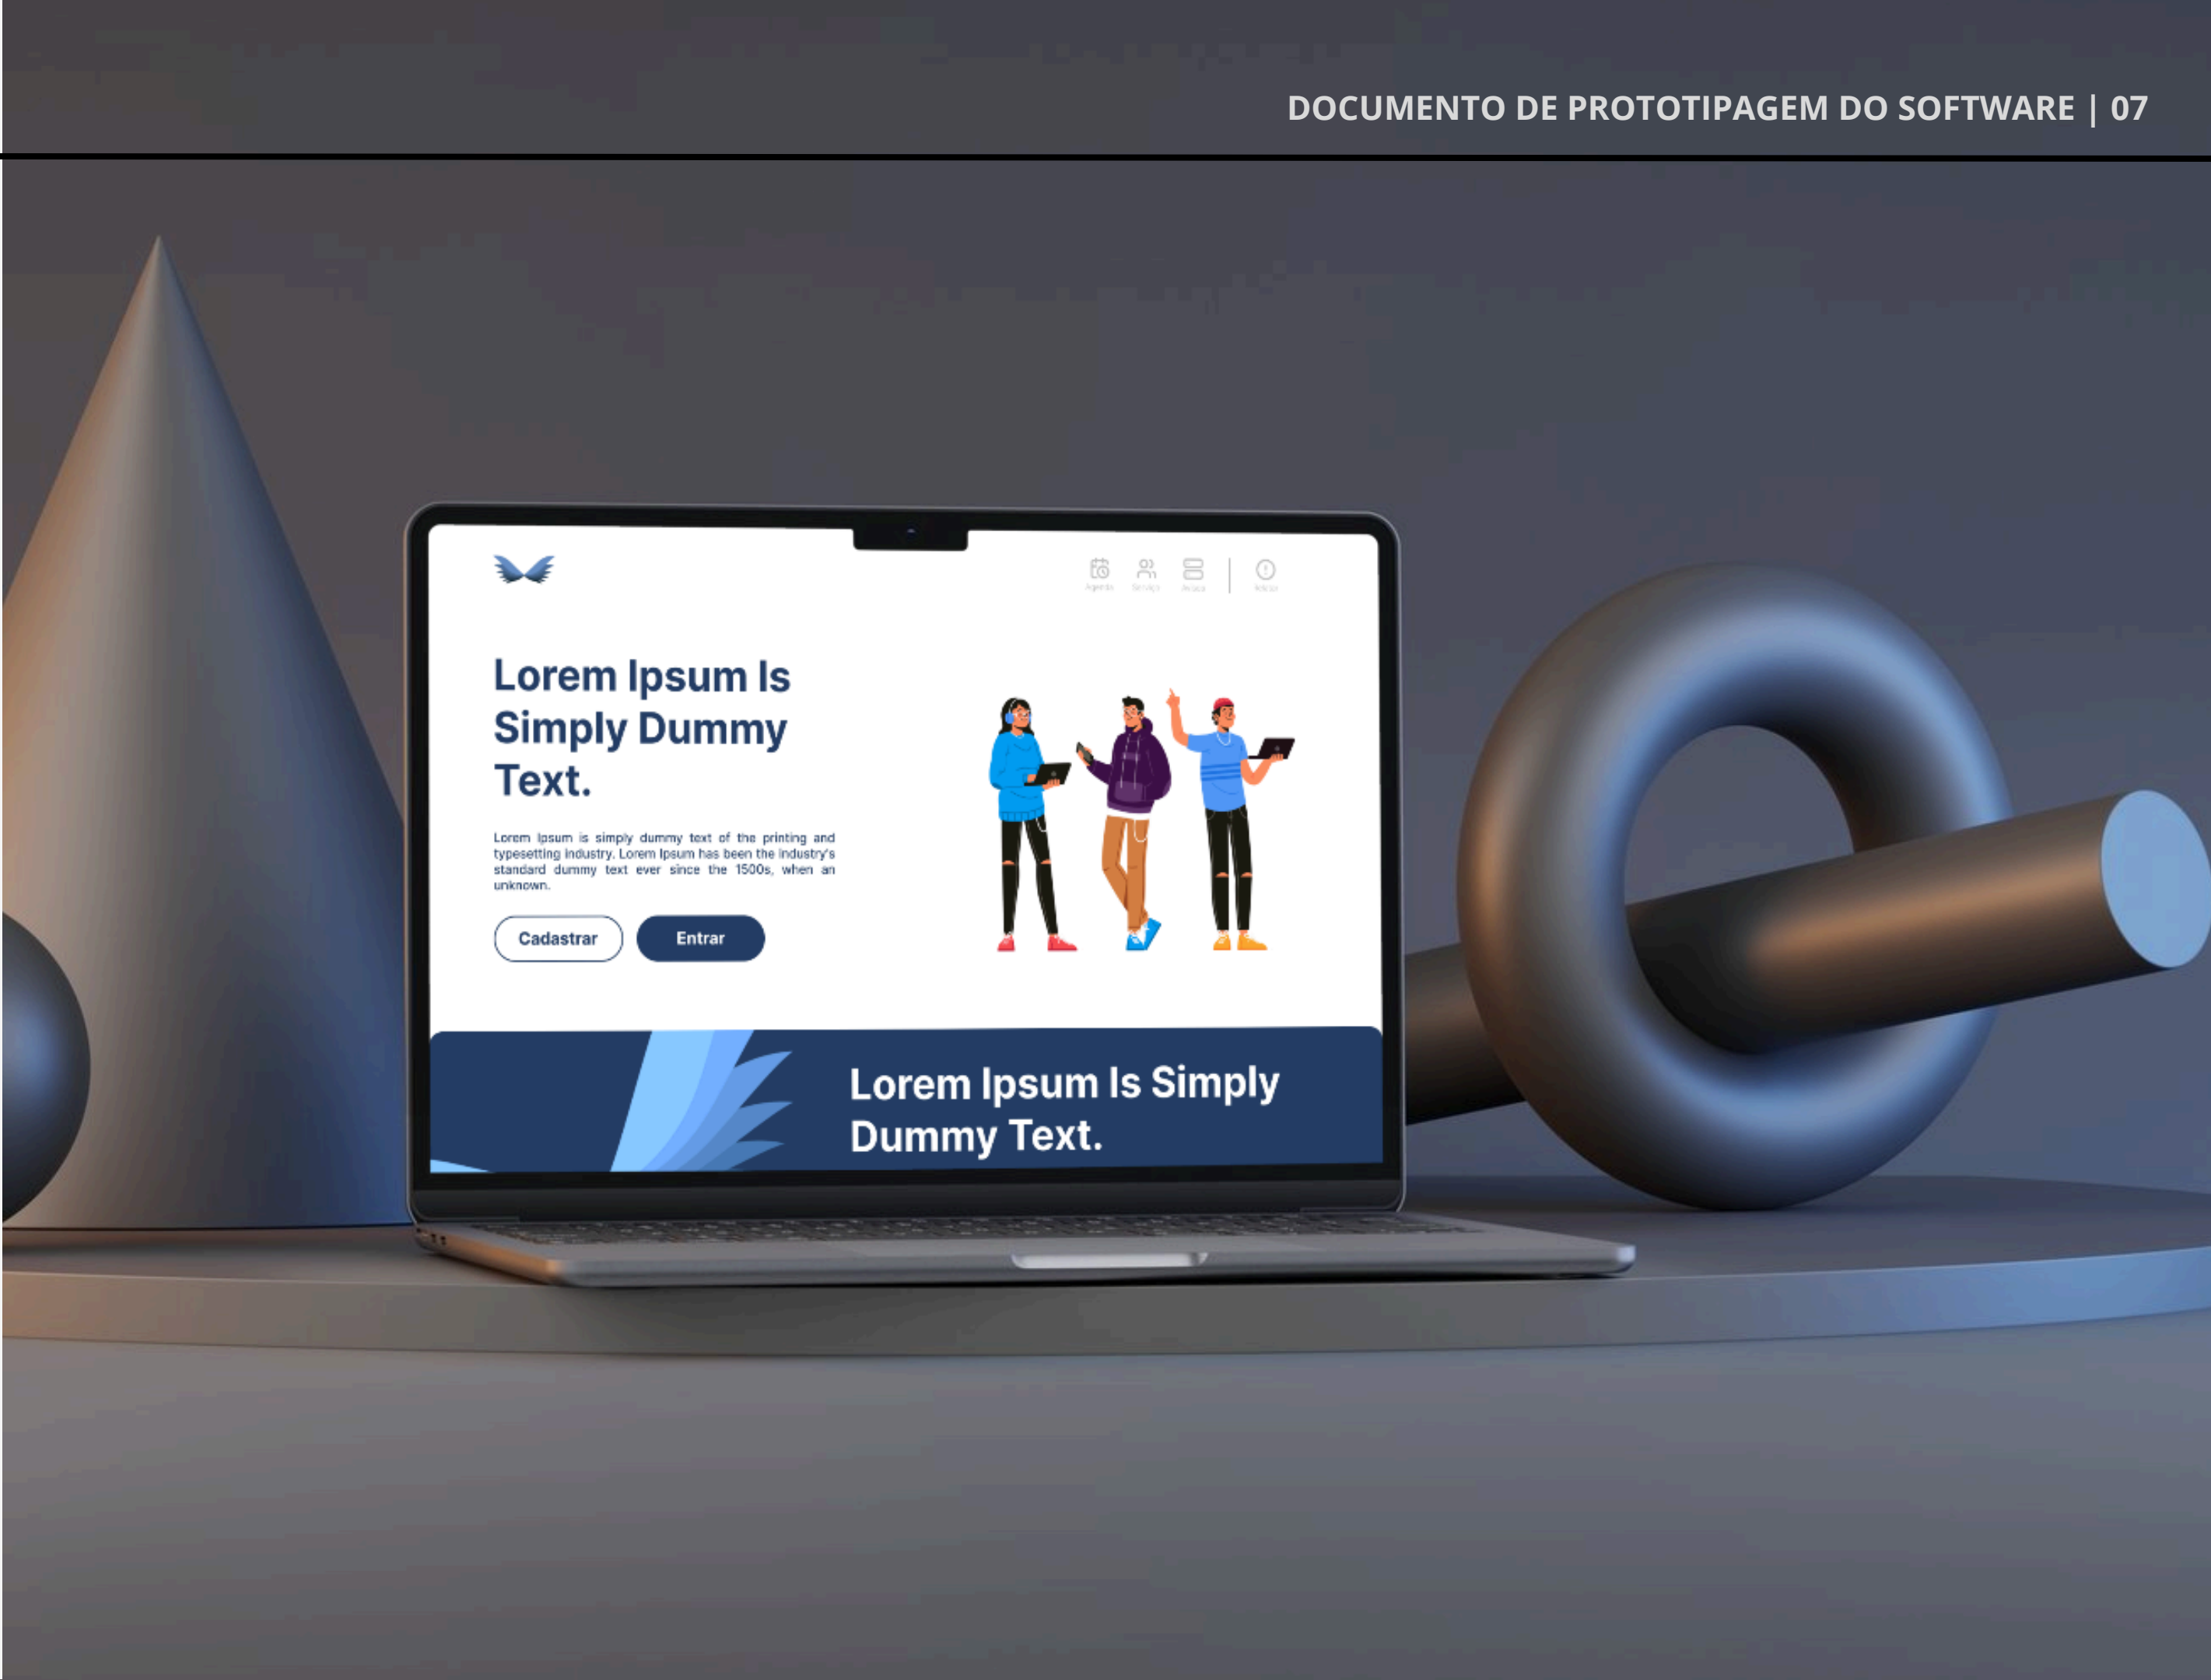 DOCUMENTO DE PROTOTIPAGEM DO SOFTWARE | 07
Agenda Serviço
Lorem Ipsum Is
Simply Dummy
Text.
Lorem Ipsum is simply dummy text of the printing and
typesetting industry. Lorem Ipsum has been the industry's
standard dummy text ever since the 1500s, when an
unknown.
Cadastrar Entrar
Lorem Ipsum Is Simply
Dummy Text.